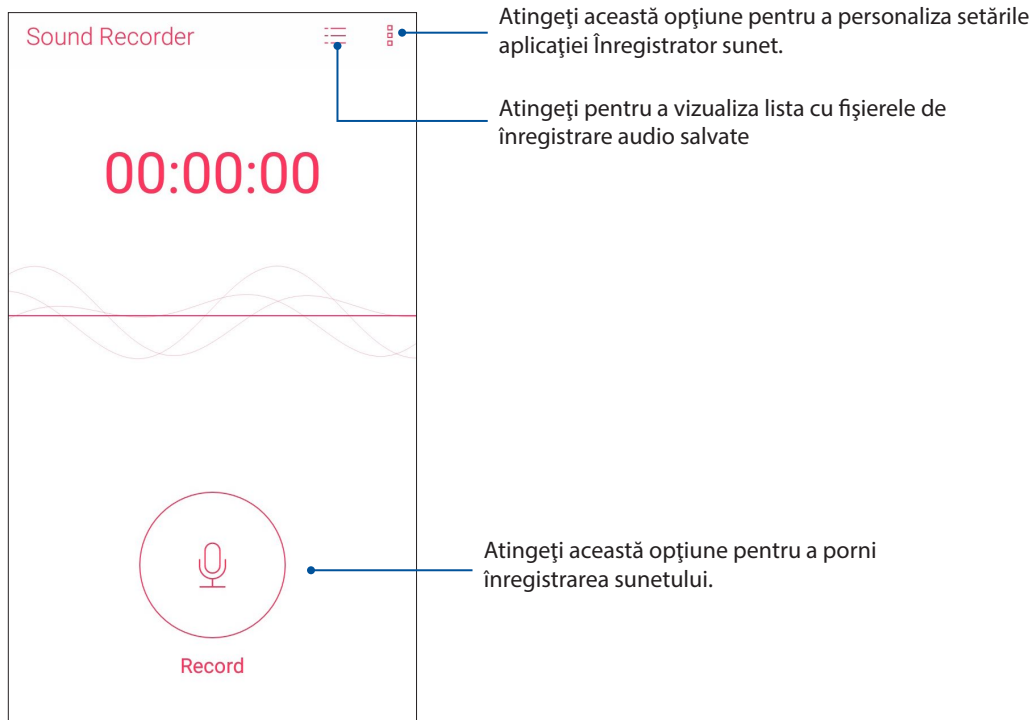 Sound Recorder
Atingeţi această opţiune pentru a personaliza setările
aplicaţiei Înregistrator sunet.
Atingeţi pentru a vizualiza lista cu fişierele de
înregistrare audio salvate
00:00:00
Atingeţi această opţiune pentru a porni
înregistrarea sunetului.
Record